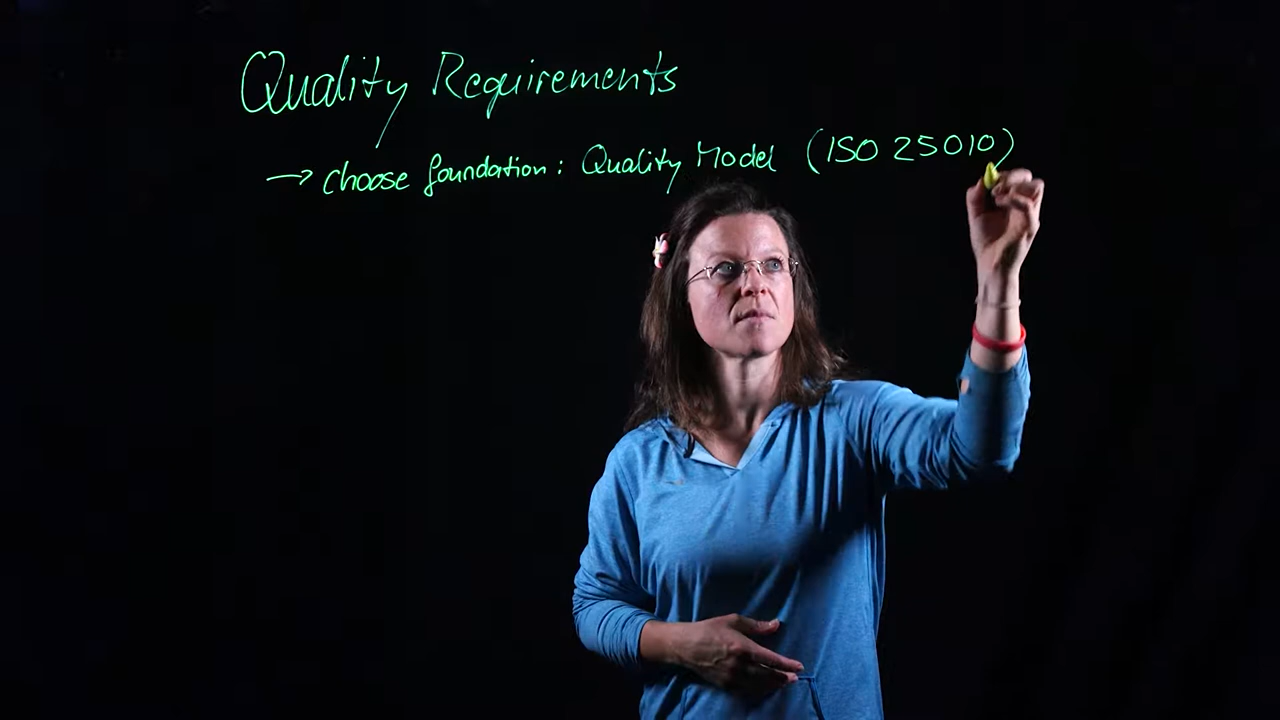 Quality Requirements
→ choose foundation: Quality Model (ISO 25010)